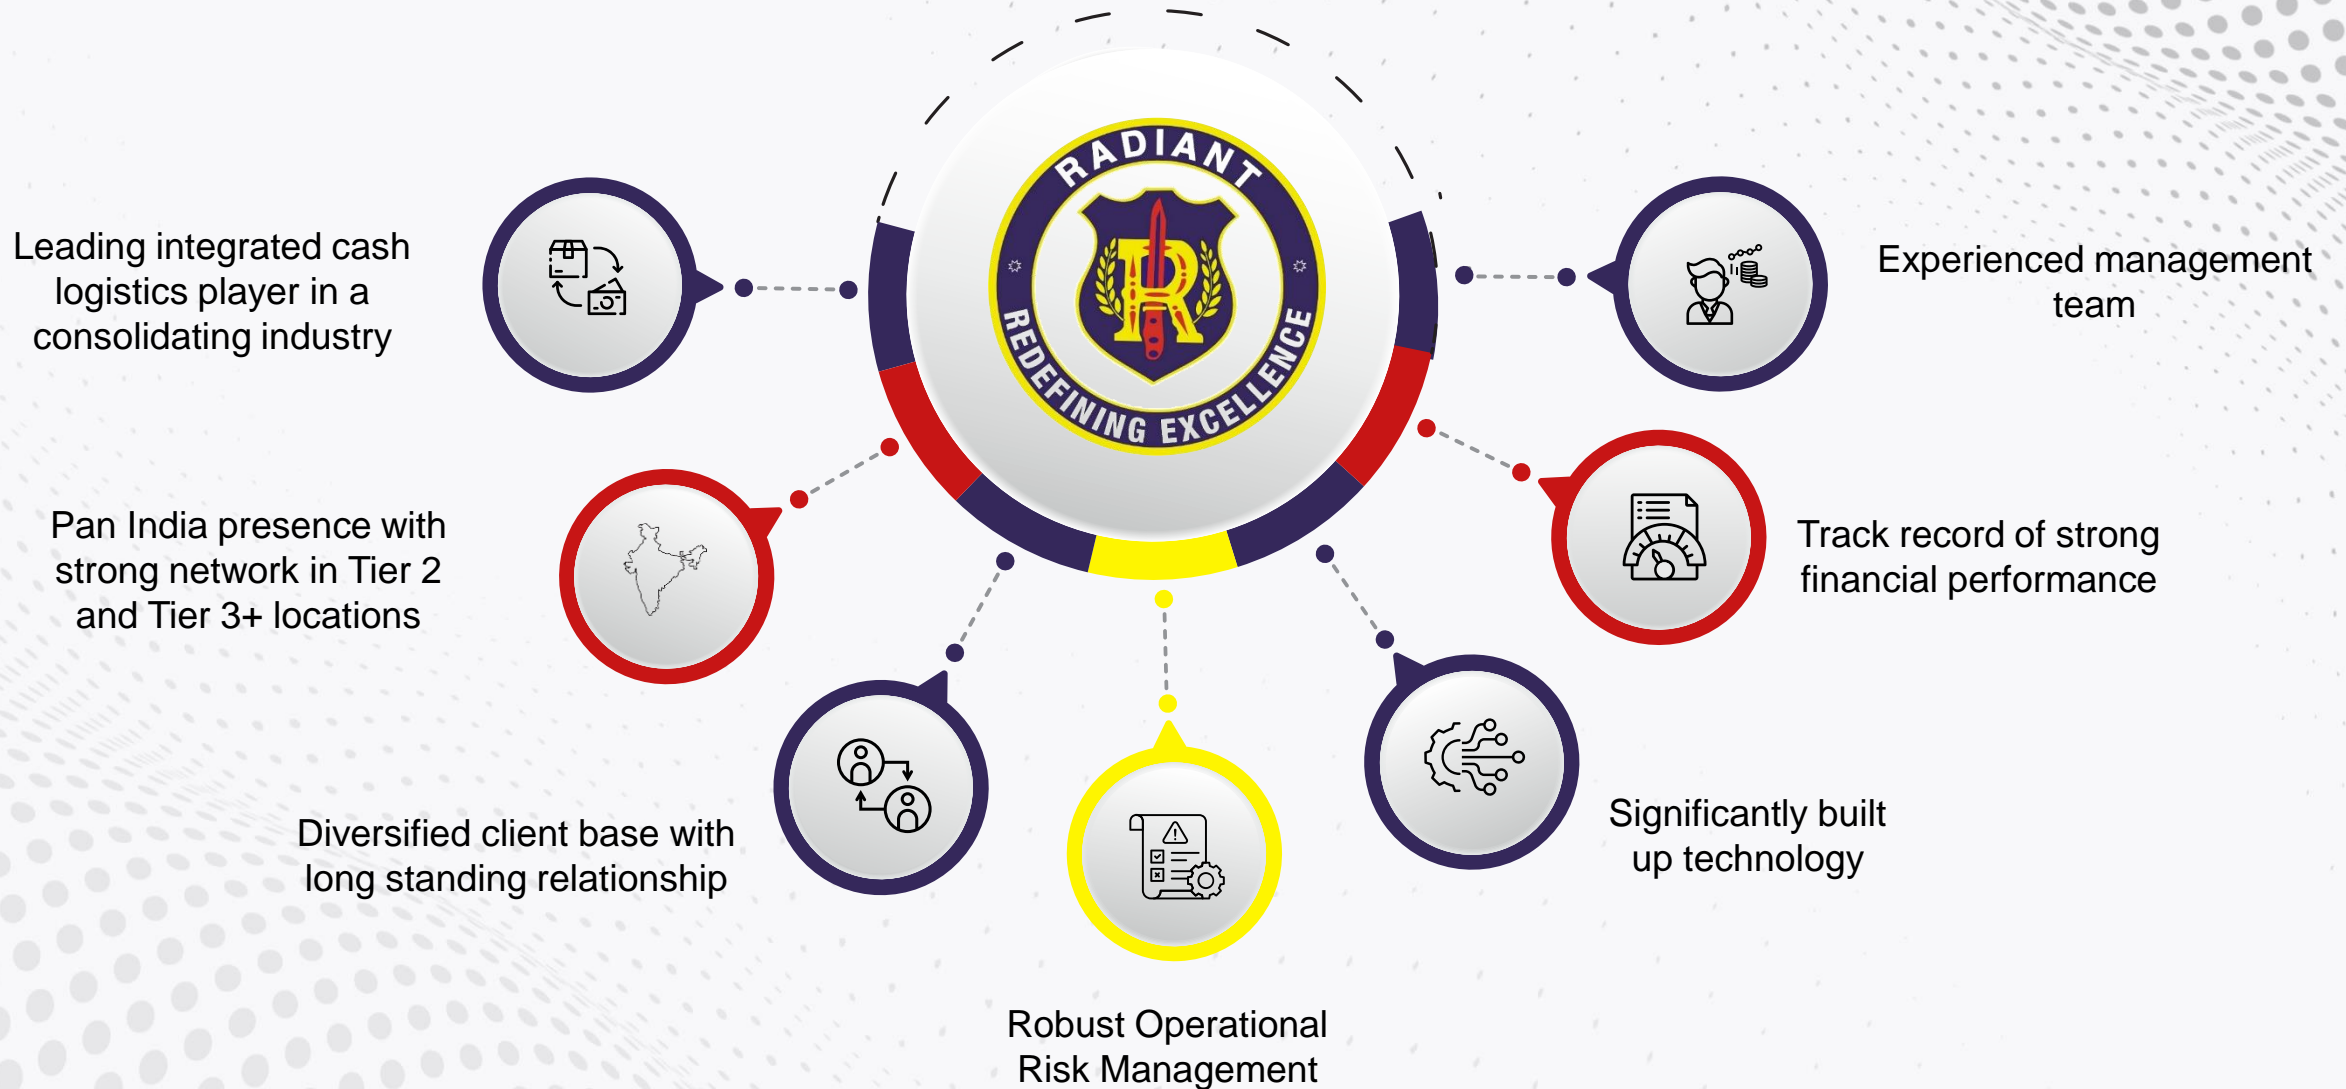 RADIANT
REDEFINING EXCELLENCE
R
Leading integrated cash
logistics player in a
consolidating industry
Pan India presence with
strong network in Tier 2
and Tier 3+ locations
Diversified client base with
long standing relationship
Robust Operational
Risk Management
Significantly built
up technology
Track record of strong
financial performance
Experienced management
team